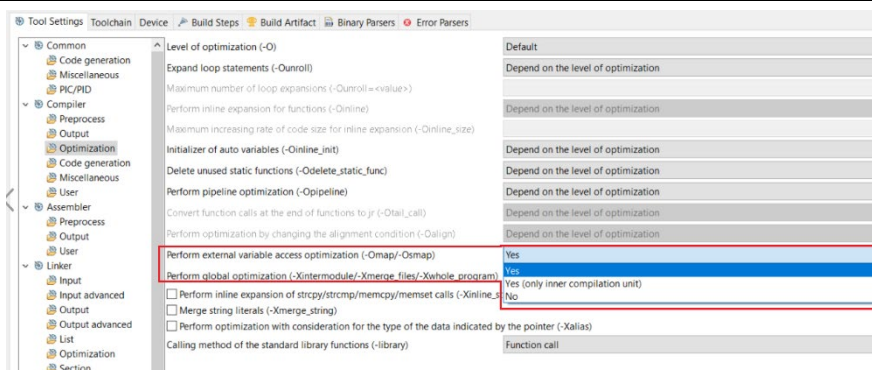 Tool Settings Toolchain Device Build Steps Build Artifact Binary Parsers Error Parsers
Common
Code generation
Miscellaneous
PIC/PID
Compiler
Preprocess
Output
Optimization
Code generation
Miscellaneous
User
Assembler
Preprocess
Output
User
Linker
Input
Input advanced
Output
Output advanced
List
Optimization
Section
Level of optimization (-O) Default
Expand loop statements (-Ounroll) Depend on the level of optimization
Maximum number of loop expansions (-Ounroll=<value>)
Perform inline expansion for functions (-Oinline) Depend on the level of optimization
Maximum increasing rate of code size for inline expansion (-Oinline_size)
Initializer of auto variables (-Oinline_init) Depend on the level of optimization
Delete unused static functions (-Odelete_static_func) Depend on the level of optimization
Perform pipeline optimization (-Opipeline) Depend on the level of optimization
Convert function calls at the end of functions to jr (-Otail_call) Depend on the level of optimization
Perform optimization by changing the alignment condition (-Oalign) Depend on the level of optimization
Perform external variable access optimization (-Omap/-Osmap) Yes
Yes
Perform global optimization (-Xintermodule/-Xmerge_files/-Xwhole_program) Yes (only inner compilation unit)
Perform inline expansion of strcpy/strcmp/memcpy/memset calls (-Xinline_s No
Merge string literals (-Xmerge_string)
Perform optimization with consideration for the type of the data indicated by the pointer (-Xalias)
Calling method of the standard library functions (-library) Function call